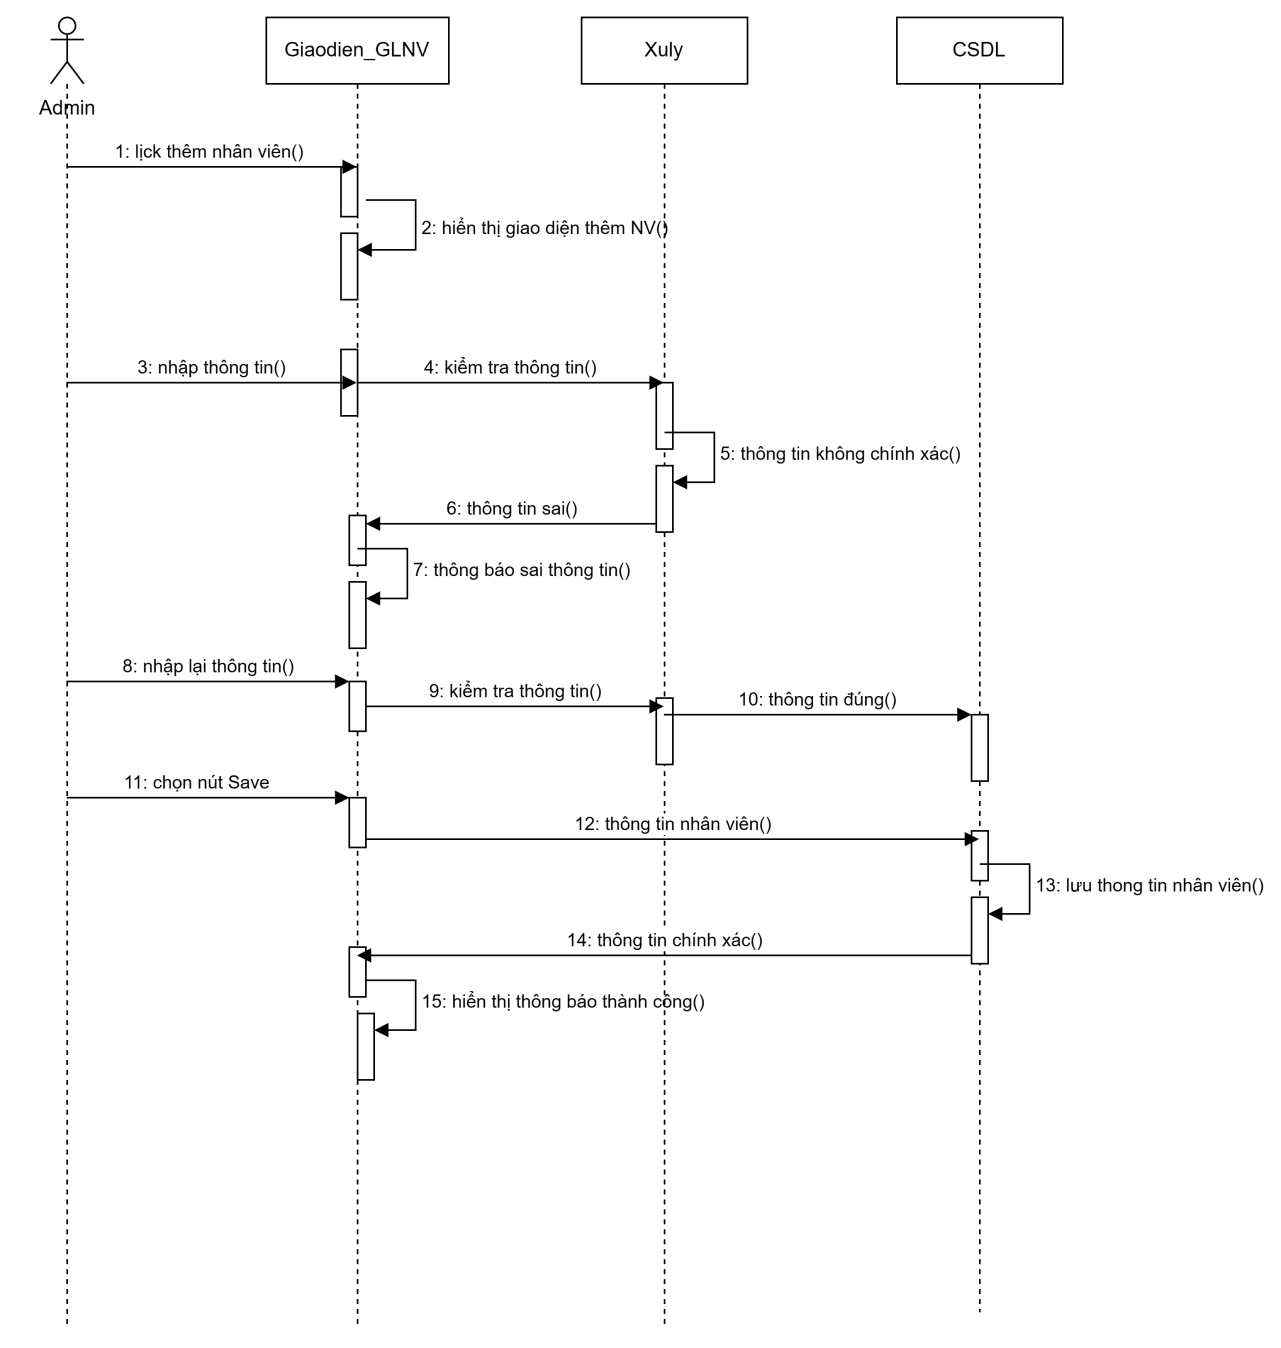 Giaodien_GLNV
Xuly
CSDL
Admin
1: lịck thêm nhân viên()
2: hiển thị giao diện thêm NV()
3: nhập thông tin()
4: kiểm tra thông tin()
5: thông tin không chính xác()
6: thông tin sai()
7: thông báo sai thông tin()
8: nhập lại thông tin()
9: kiểm tra thông tin()
10: thông tin đúng()
11: chọn nút Save
12: thông tin nhân viên()
13: lưu thong tin nhân viên()
14: thông tin chính xác()
15: hiển thị thông báo thành công()